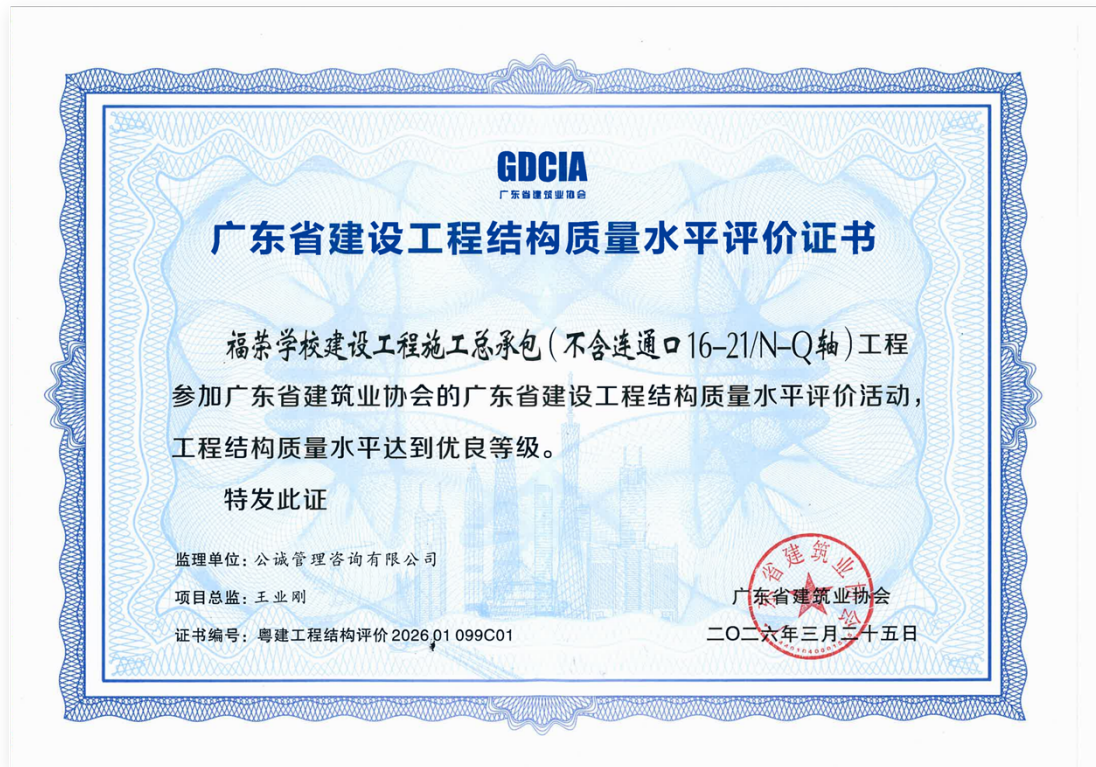 GDCIA
广东省建筑业协会
广东省建设工程结构质量水平评价证书
福荣学校建设工程施工总承包(不含连通口16-21/N-Q轴)工程
参加广东省建筑业协会的广东省建设工程结构质量水平评价活动,
工程结构质量水平达到优良等级。
特发此证
监理单位:公诚管理咨询有限公司
项目总监:王业刚
证书编号:粤建工程结构评价 2026 01 099C01
广东省建筑业协会
二〇二六年三月二十五日